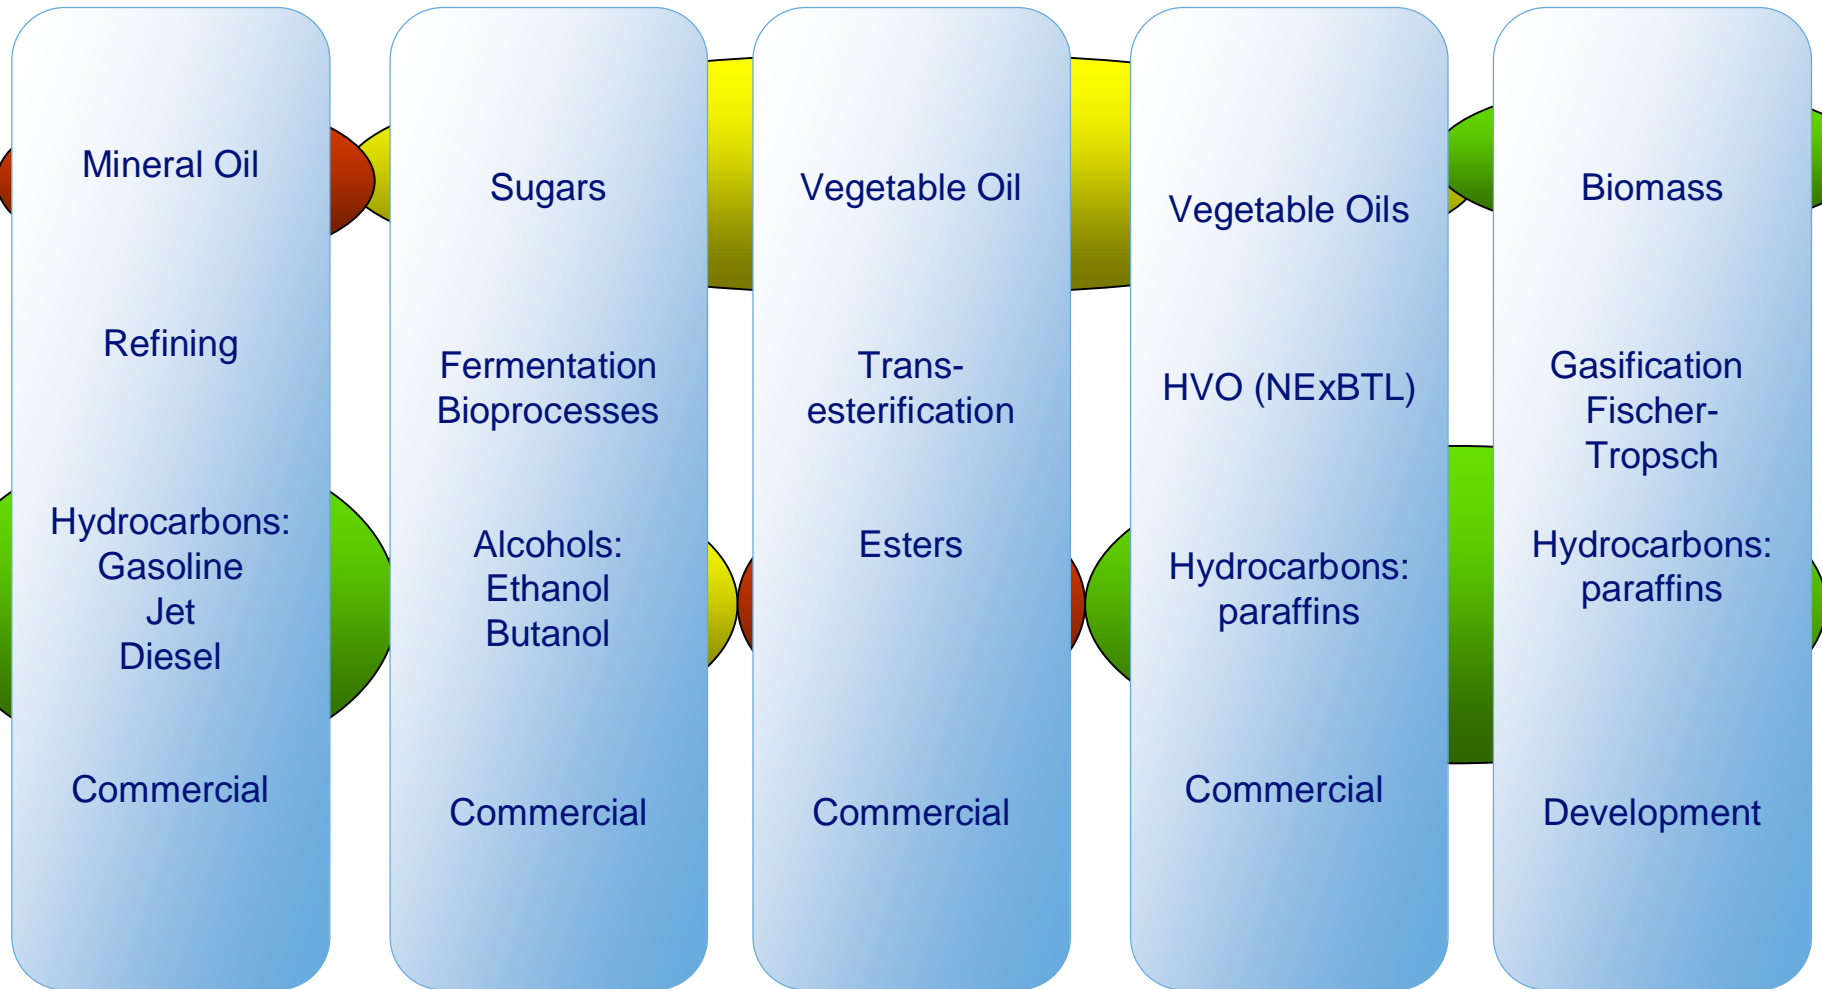 Mineral Oil
Refining
Hydrocarbons:
Gasoline
Jet
Diesel
Commercial
Sugars
Fermentation
Bioprocesses
Alcohols:
Ethanol
Butanol
Commercial
Vegetable Oil
Trans-
esterification
Esters
Commercial
Vegetable Oils
HVO (NExBTL)
Hydrocarbons:
paraffins
Commercial
Biomass
Gasification
Fischer-
Tropsch
Hydrocarbons:
paraffins
Development